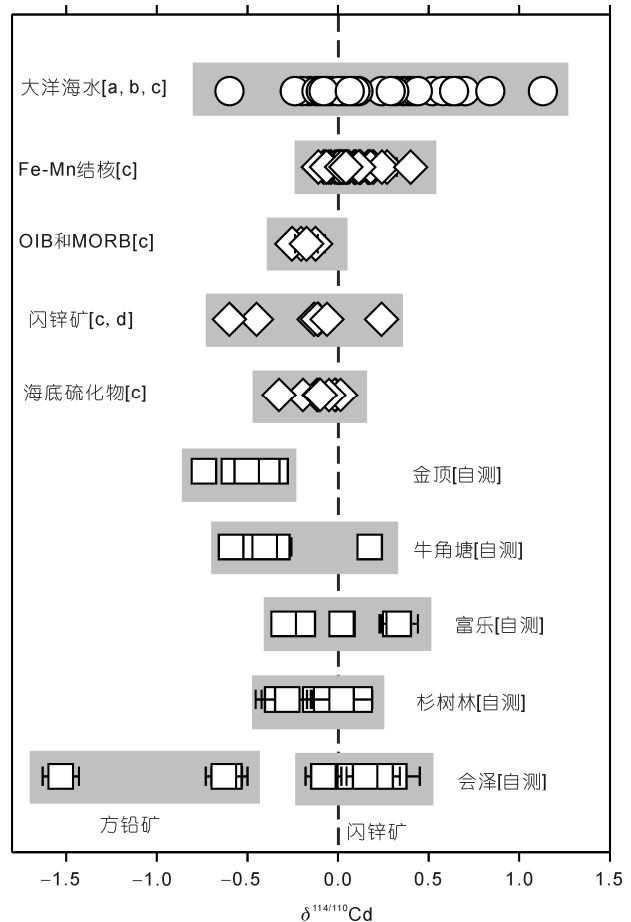 大洋海水[a, b, c]
Fe-Mn结核[c]
OIB和MORB[c]
闪锌矿[c, d]
海底硫化物[c]
金顶[自测]
牛角塘[自测]
富乐[自测]
杉树林[自测]
会泽[自测]
方铅矿
闪锌矿
−1.5 −1.0 −0.5 0.0 0.5 1.0 1.5
δ114/110Cd